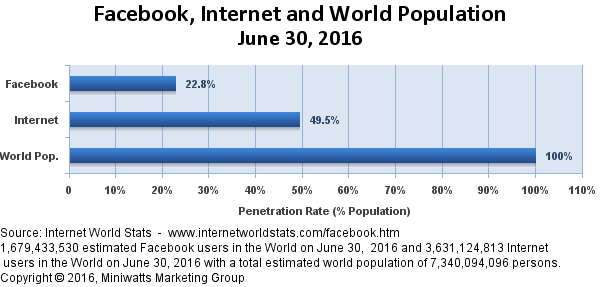 Facebook, Internet and World Population
June 30, 2016
Facebook 22.8%
Internet 49.5%
World Pop. 100%
0 10% 20% 30% 40% 50% 60% 70% 80% 90% 100% 110%
Penetration Rate (% Population)
Source: Internet World Stats - www.internetworldstats.com/facebook.htm
1,679,433,530 estimated Facebook users in the World on June 30, 2016 and 3,631,124,813 Internet
users in the World on June 30, 2016 with a total estimated world population of 7,340,094,096 persons.
Copyright © 2016, Miniwatts Marketing Group